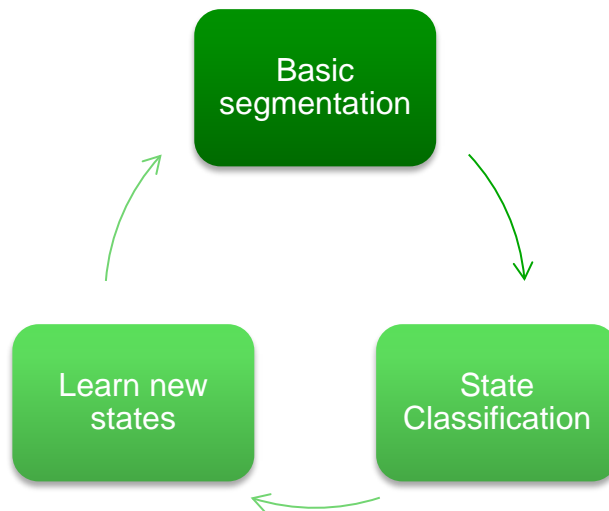 Basic
segmentation
Learn new
states
State
Classification